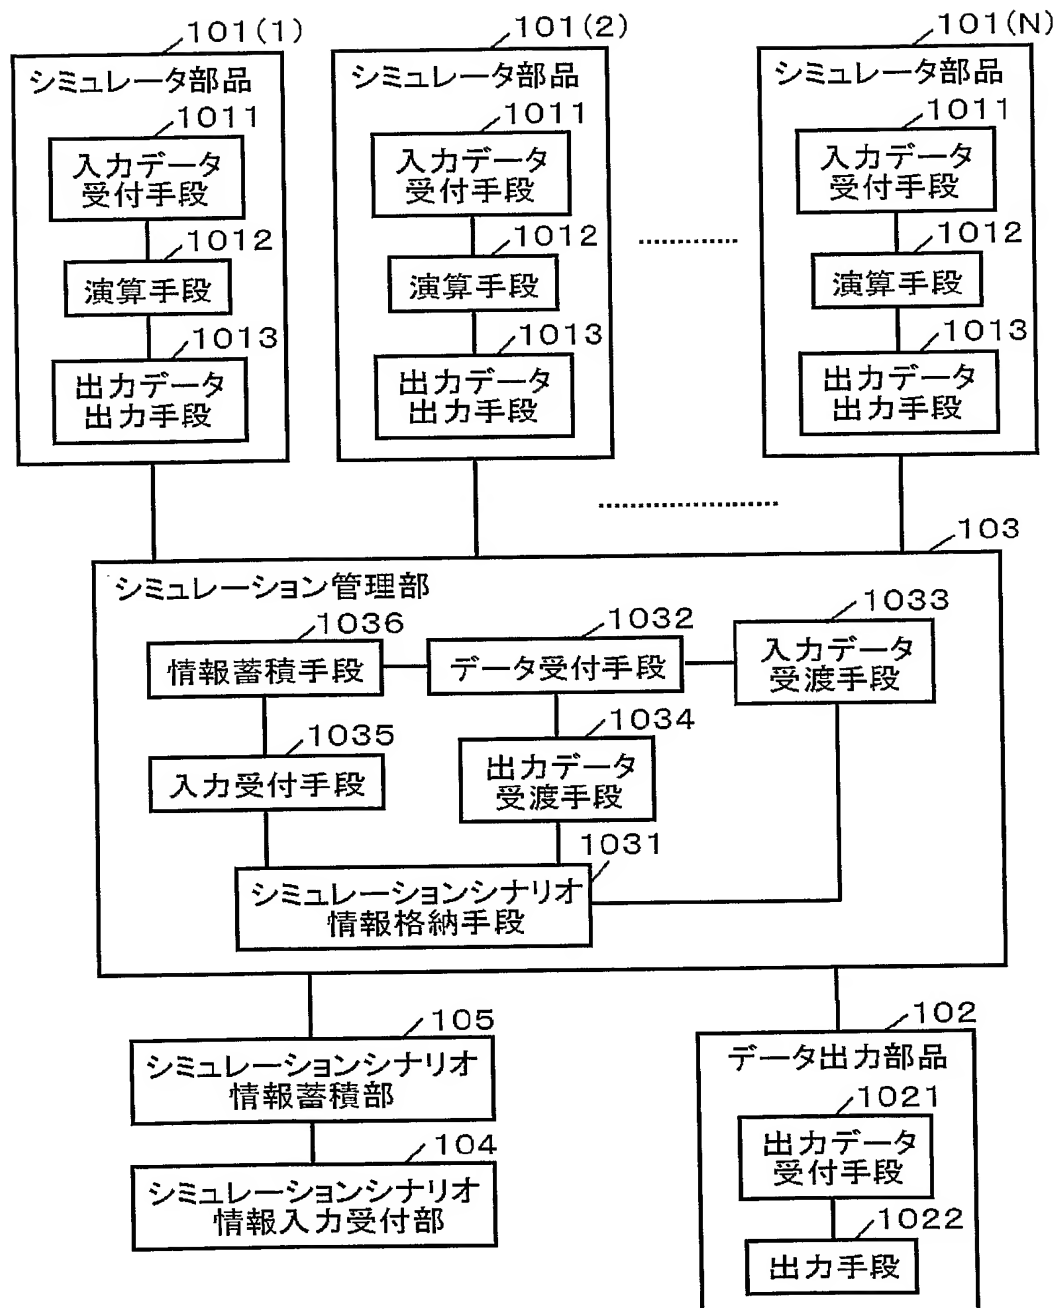 101(1)
シミュレータ部品
1011
入力データ
受付手段
1012
演算手段
1013
出力データ
出力手段
101(2)
シミュレータ部品
1011
入力データ
受付手段
1012
演算手段
1013
出力データ
出力手段
101(N)
シミュレータ部品
1011
入力データ
受付手段
1012
演算手段
1013
出力データ
出力手段
103
シミュレーション管理部
1036
情報蓄積手段
1032
データ受付手段
1033
入力データ
受渡手段
1035
入力受付手段
1034
出力データ
受渡手段
1031
シミュレーションシナリオ
情報格納手段
105
シミュレーションシナリオ
情報蓄積部
104
シミュレーションシナリオ
情報入力受付部
102
データ出力部品
1021
出力データ
受付手段
1022
出力手段